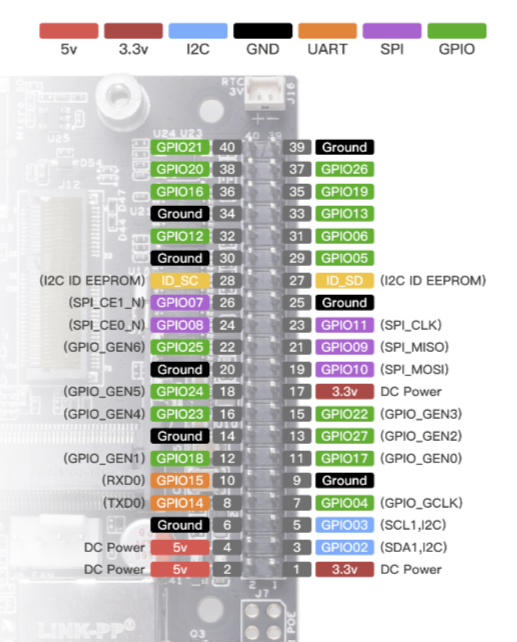 5v 3.3v I2C GND UART SPI GPIO
RTC
3V
J16
U24 U23
40 39
U25
DS4
J12
GPIO21 40 39 Ground
GPIO20 38 37 GPIO26
GPIO16 36 35 GPIO19
Ground 34 33 GPIO13
GPIO12 32 31 GPIO06
Ground 30 29 GPIO05
(I2C ID EEPROM) ID_SC 28 27 ID_SD (I2C ID EEPROM)
(SPI_CE1_N) GPIO07 26 25 Ground
(SPI_CE0_N) GPIO08 24 23 GPIO11 (SPI_CLK)
(GPIO_GEN6) GPIO25 22 21 GPIO09 (SPI_MISO)
Ground 20 19 GPIO10 (SPI_MOSI)
(GPIO_GEN5) GPIO24 18 17 3.3v DC Power
(GPIO_GEN4) GPIO23 16 15 GPIO22 (GPIO_GEN3)
Ground 14 13 GPIO27 (GPIO_GEN2)
(GPIO_GEN1) GPIO18 12 11 GPIO17 (GPIO_GEN0)
(RXD0) GPIO15 10 9 Ground
(TXD0) GPIO14 8 7 GPIO04 (GPIO_GCLK)
Ground 6 5 GPIO03 (SCL1,I2C)
DC Power 5v 4 3 GPIO02 (SDA1,I2C)
DC Power 5v 2 1 3.3v DC Power
D44 D47
2 1
J7
POE
LINK-PP®
Q3